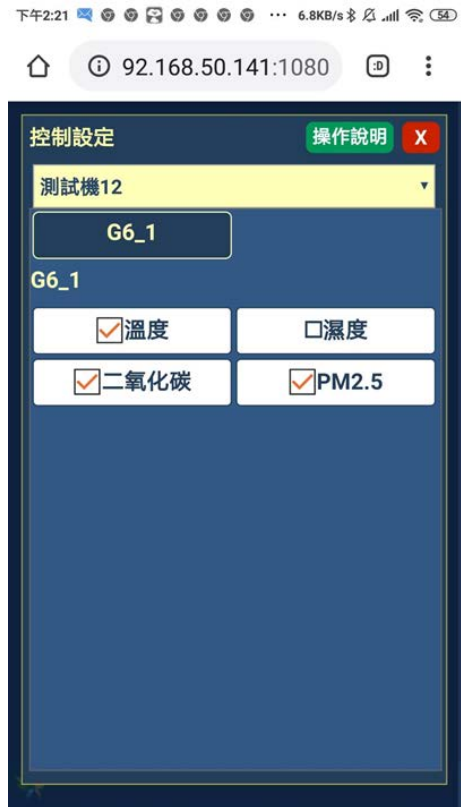 下午2:21 ... 6.8KB/s 54
92.168.50.141:1080 :D
控制設定 操作說明 X
測試機12
G6_1
G6_1
溫度 濕度
二氧化碳 PM2.5